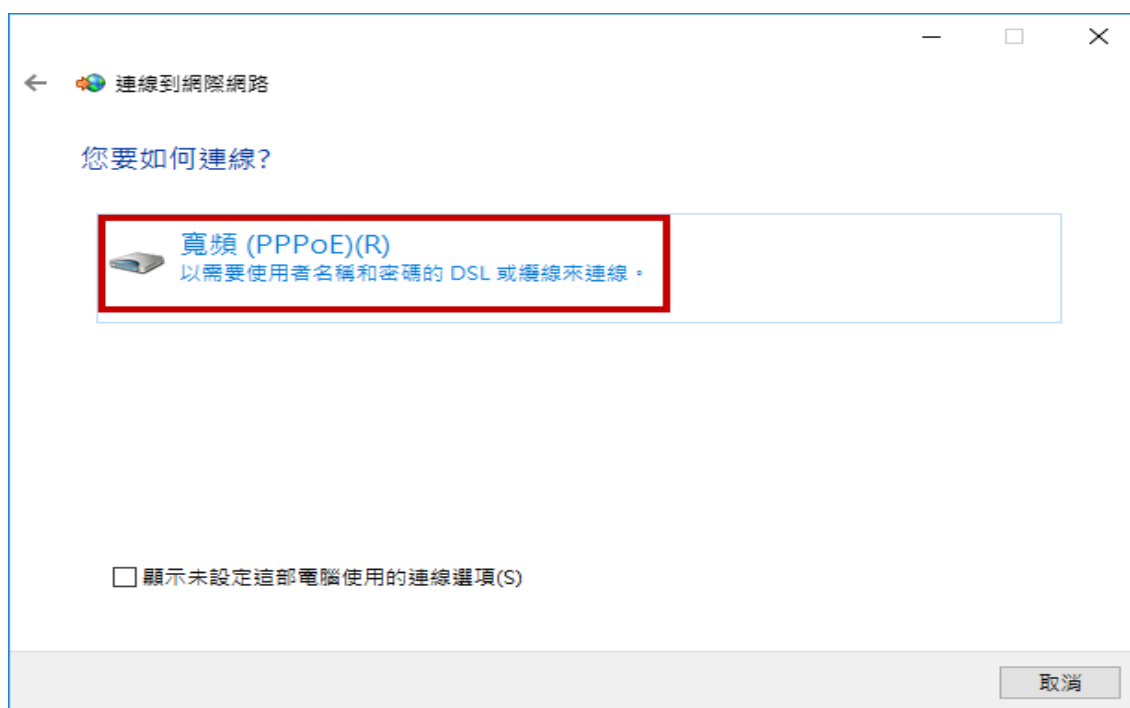 連線到網際網路
您要如何連線?
寬頻 (PPPoE)(R)
以需要使用者名稱和密碼的 DSL 或纜線來連線。
顯示未設定這部電腦使用的連線選項(S)
取消